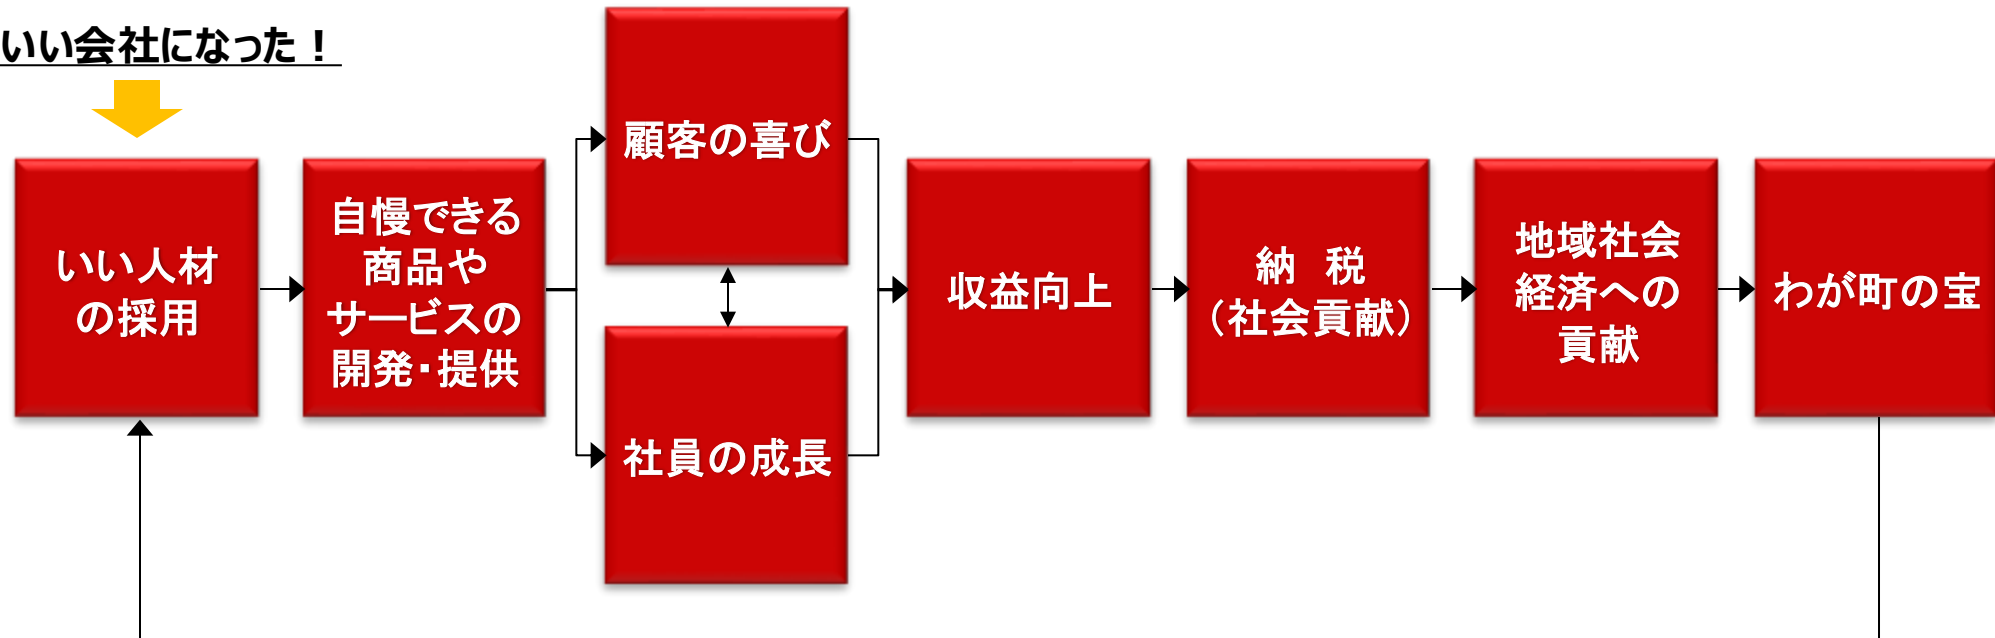 いい会社になった！
いい人材
の採用
自慢できる
商品や
サービスの
開発・提供
顧客の喜び
社員の成長
収益向上
納　税
（社会貢献）
地域社会
経済への
貢献
わが町の宝